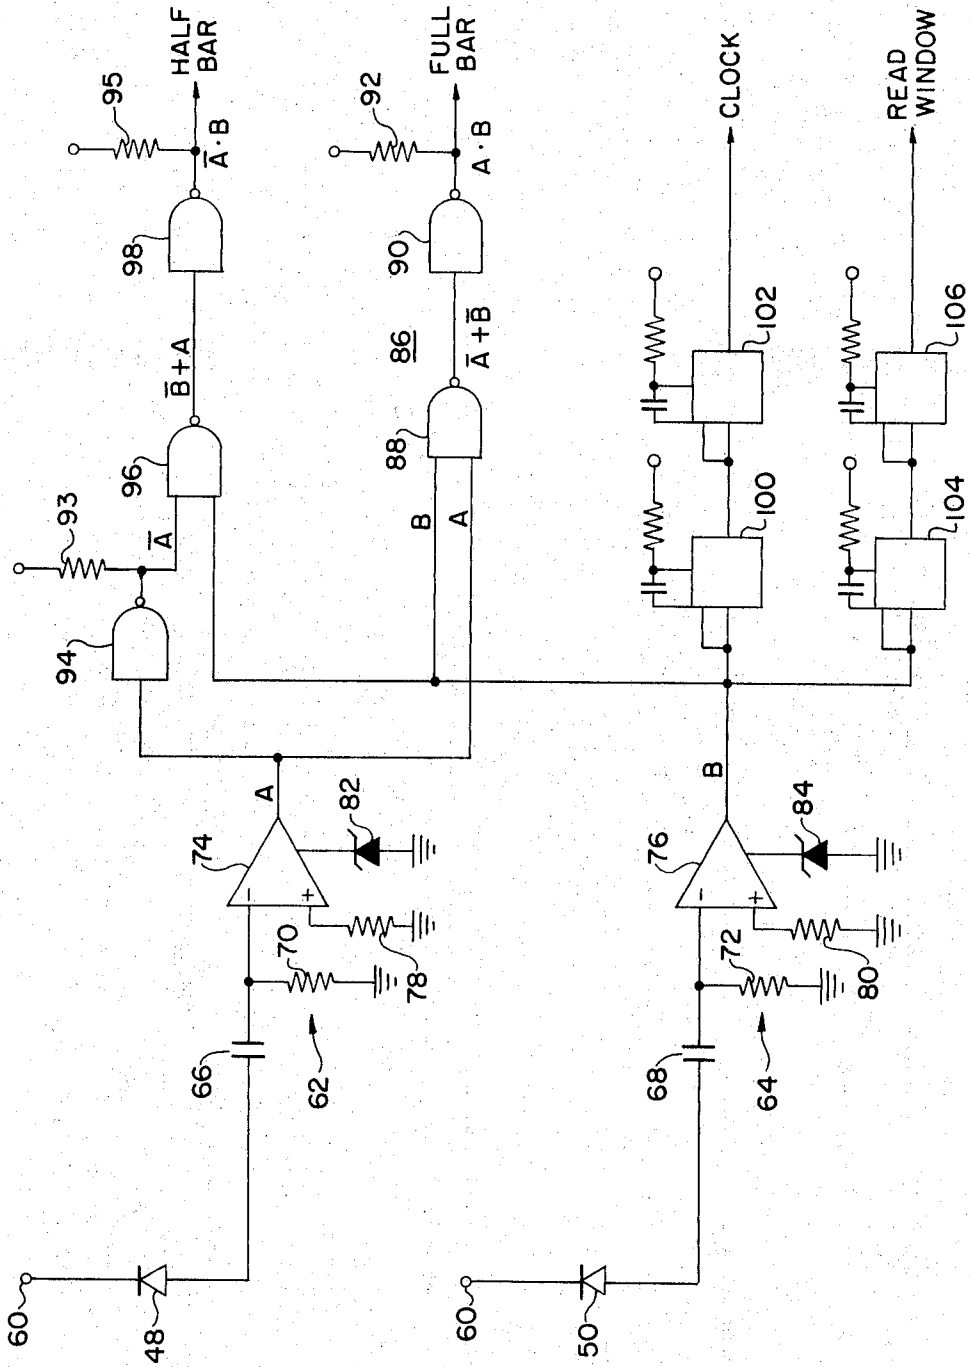 60
48
66
62
70
78
74
−
+
82
A
94
93
A̅
96
B̅+A
98
95
A̅·B
HALF
BAR
B
A
88
86
A̅+B̅
90
92
A·B
FULL
BAR
60
50
68
64
72
80
76
−
+
84
B
100
102
CLOCK
104
106
READ
WINDOW